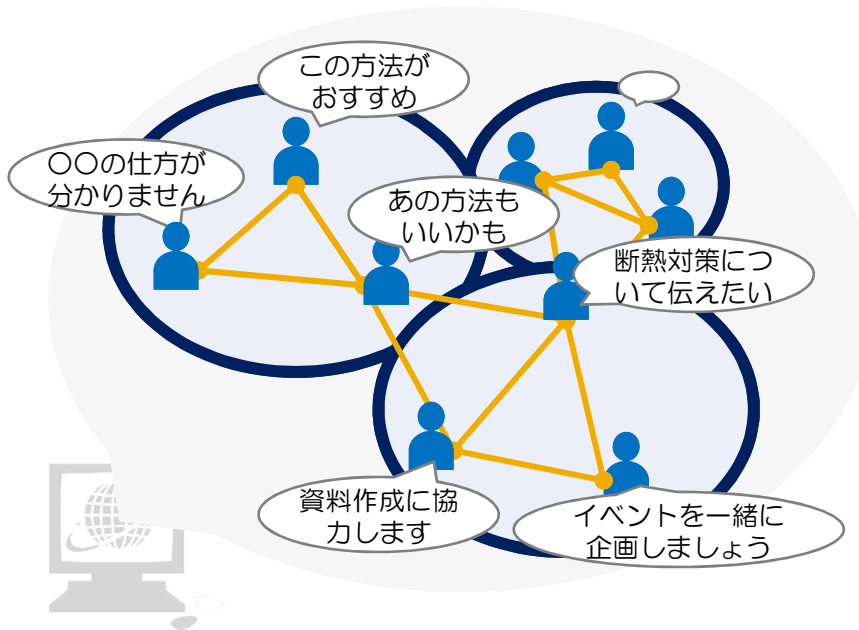 この方法が
おすすめ
〇〇の仕方が
分かりません
あの方法も
いいかも
断熱対策につ
いて伝えたい
資料作成に協
力します
イベントを一緒に
企画しましょう